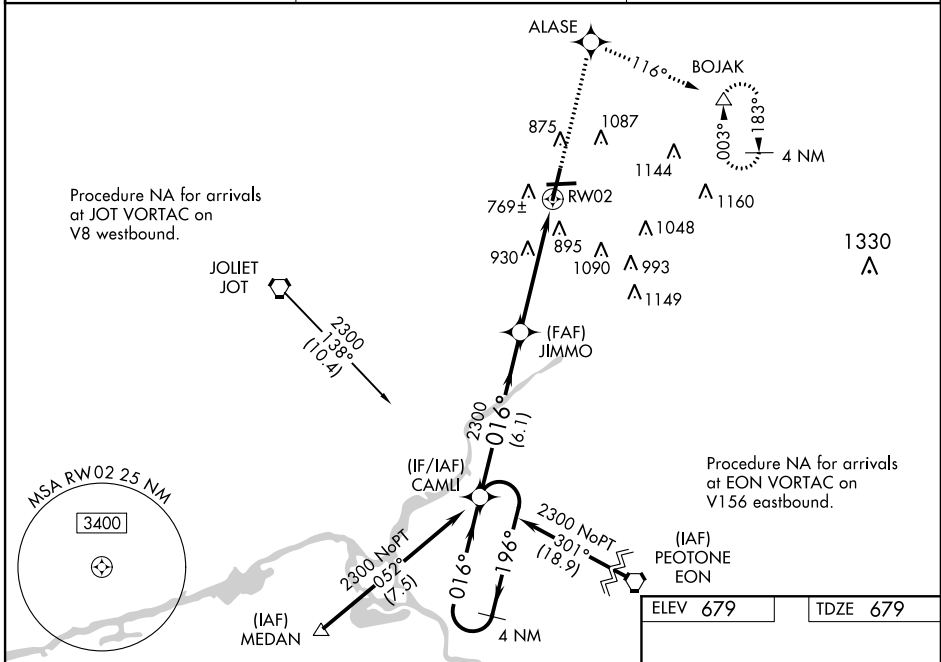 ALASE
116°
BOJAK
003°
183°
4 NM
875
1087
1144
1160
769±
RW02
895
1048
930
1090
993
1149
1330
Procedure NA for arrivals
at JOT VORTAC on
V8 westbound.
JOLIET
JOT
2300
138°
(10.4)
(FAF)
JIMMO
2300
016°
(6.1)
(IF/IAF)
CAMLI
Procedure NA for arrivals
at EON VORTAC on
V156 eastbound.
MSA RW02 25 NM
3400
2300 NoPT
052°
(7.5)
(IAF)
MEDAN
016°
196°
4 NM
2300 NoPT
301°
(18.9)
(IAF)
PEOTONE
EON
ELEV 679
TDZE 679